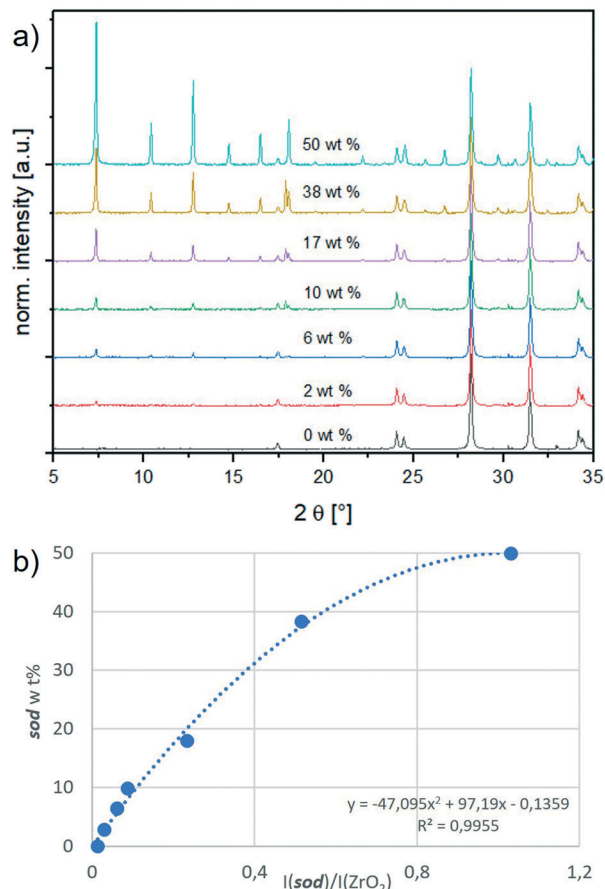 a)
norm. intensity [a.u.]
50 wt %
38 wt %
17 wt %
10 wt %
6 wt %
2 wt %
0 wt %
5 10 15 20 25 30 35
2 θ [°]
b)
sod w t%
50
40
30
20
10
0
y = -47,095x² + 97,19x - 0,1359
R² = 0,9955
0 0,4 0,8 1,2
I(sod)/I(ZrO₂)